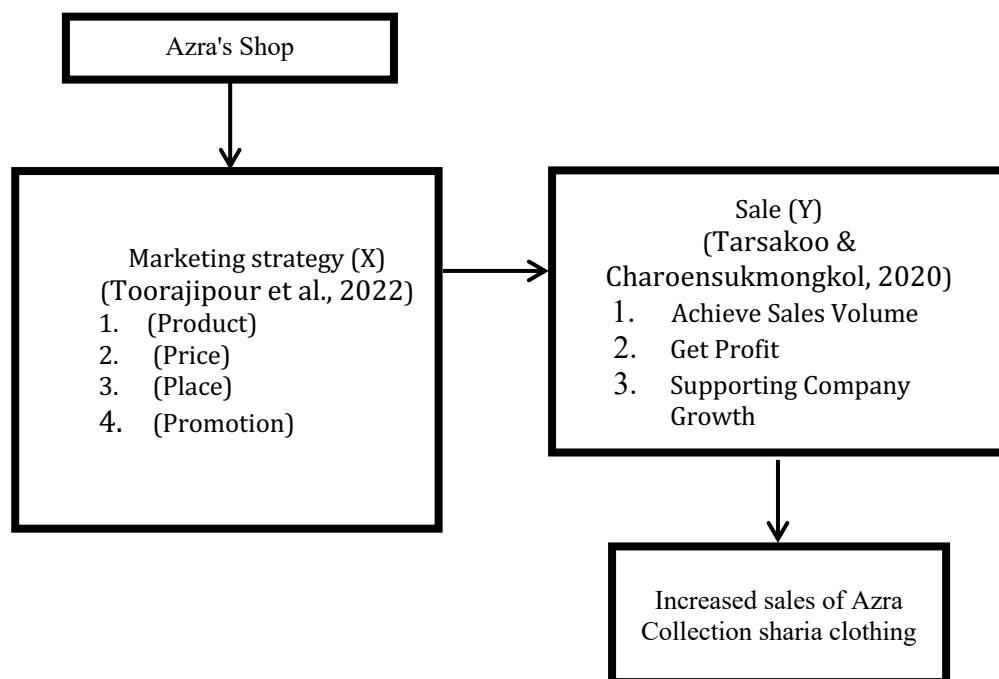 Azra's Shop
Marketing strategy (X)
(Toorajipour et al., 2022)
1. (Product)
2. (Price)
3. (Place)
4. (Promotion)
Sale (Y)
(Tarsakoo &
Charoensukmongkol, 2020)
1. Achieve Sales Volume
2. Get Profit
3. Supporting Company
Growth
Increased sales of Azra
Collection sharia clothing